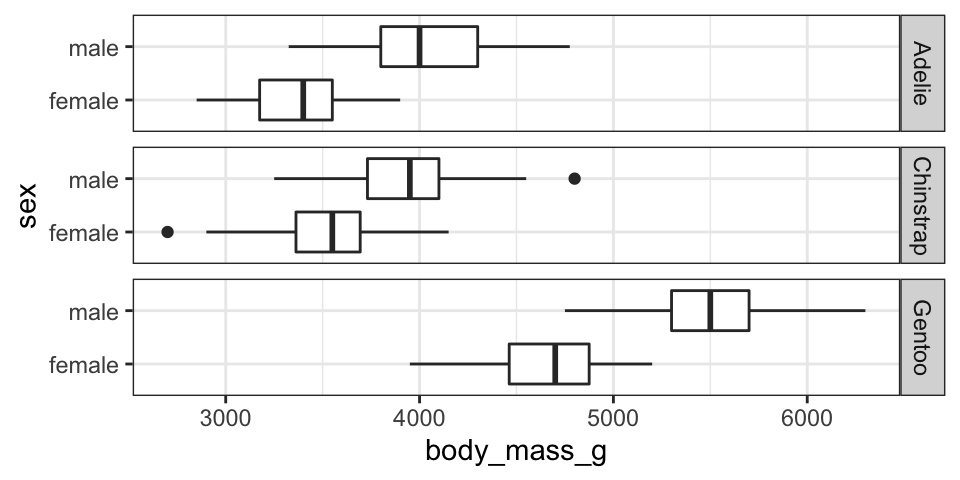 male
female
Adelie
male
female
Chinstrap
male
female
Gentoo
sex
3000 4000 5000 6000
body_mass_g